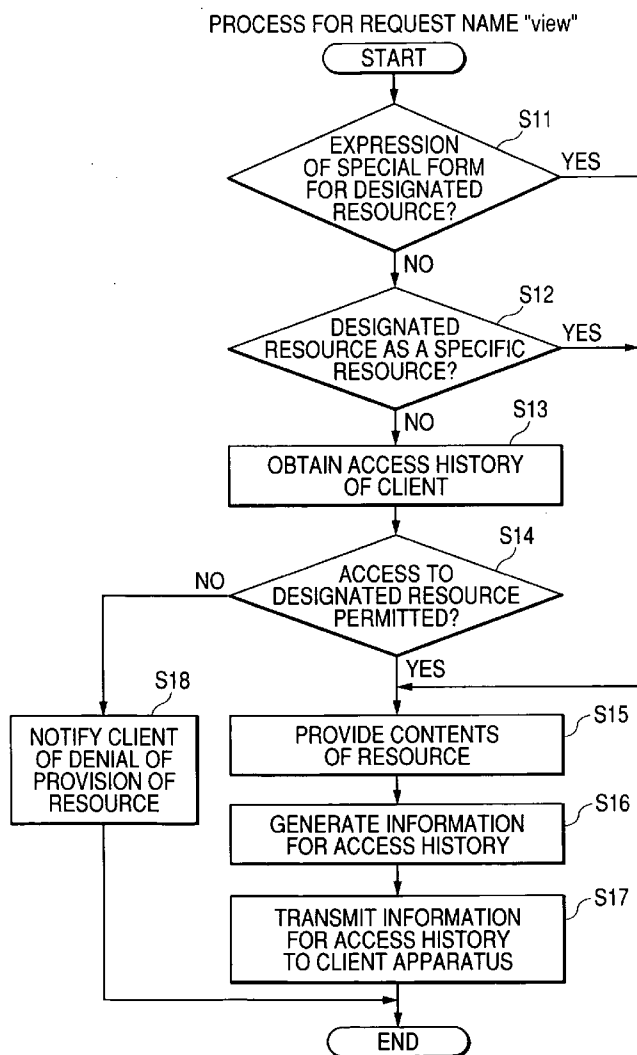 PROCESS FOR REQUEST NAME "view"
START
S11
EXPRESSION
OF SPECIAL FORM
FOR DESIGNATED
RESOURCE?
YES
NO
S12
DESIGNATED
RESOURCE AS A SPECIFIC
RESOURCE?
YES
NO
S13
OBTAIN ACCESS HISTORY
OF CLIENT
S14
NO
ACCESS TO
DESIGNATED RESOURCE
PERMITTED?
YES
S18
NOTIFY CLIENT
OF DENIAL OF
PROVISION OF
RESOURCE
S15
PROVIDE CONTENTS
OF RESOURCE
S16
GENERATE INFORMATION
FOR ACCESS HISTORY
S17
TRANSMIT INFORMATION
FOR ACCESS HISTORY
TO CLIENT APPARATUS
END